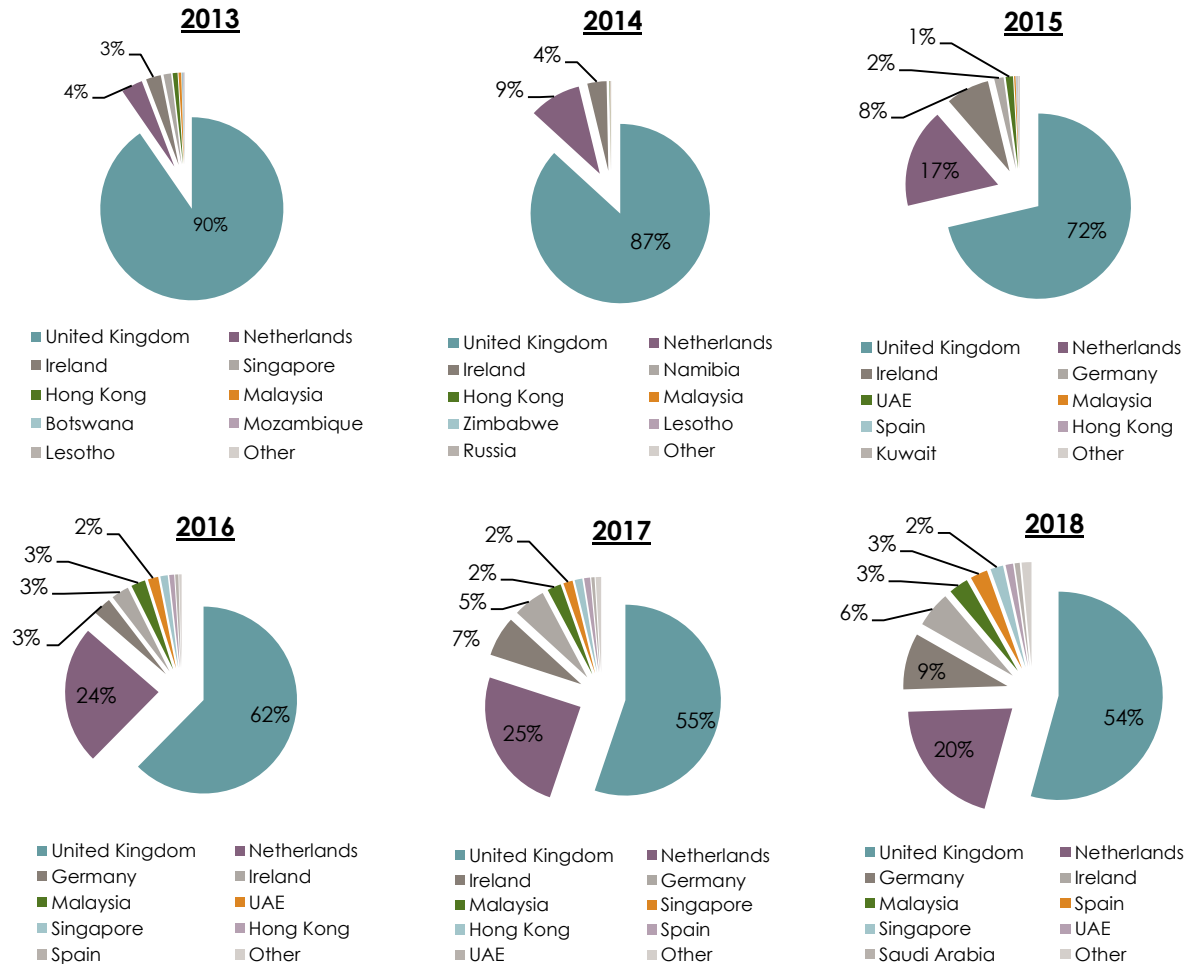 2013
3%
4%
90%
United Kingdom Netherlands
Ireland Singapore
Hong Kong Malaysia
Botswana Mozambique
Lesotho Other
2014
4%
9%
87%
United Kingdom Netherlands
Ireland Namibia
Hong Kong Malaysia
Zimbabwe Lesotho
Russia Other
2015
1%
2%
8%
17%
72%
United Kingdom Netherlands
Ireland Germany
UAE Malaysia
Spain Hong Kong
Kuwait Other
2016
2%
3%
3%
3%
24%
62%
United Kingdom Netherlands
Germany Ireland
Malaysia UAE
Singapore Hong Kong
Spain Other
2017
2%
2%
5%
7%
25%
55%
United Kingdom Netherlands
Ireland Germany
Malaysia Singapore
Hong Kong Spain
UAE Other
2018
2%
3%
3%
6%
9%
20%
54%
United Kingdom Netherlands
Germany Ireland
Malaysia Spain
Singapore UAE
Saudi Arabia Other